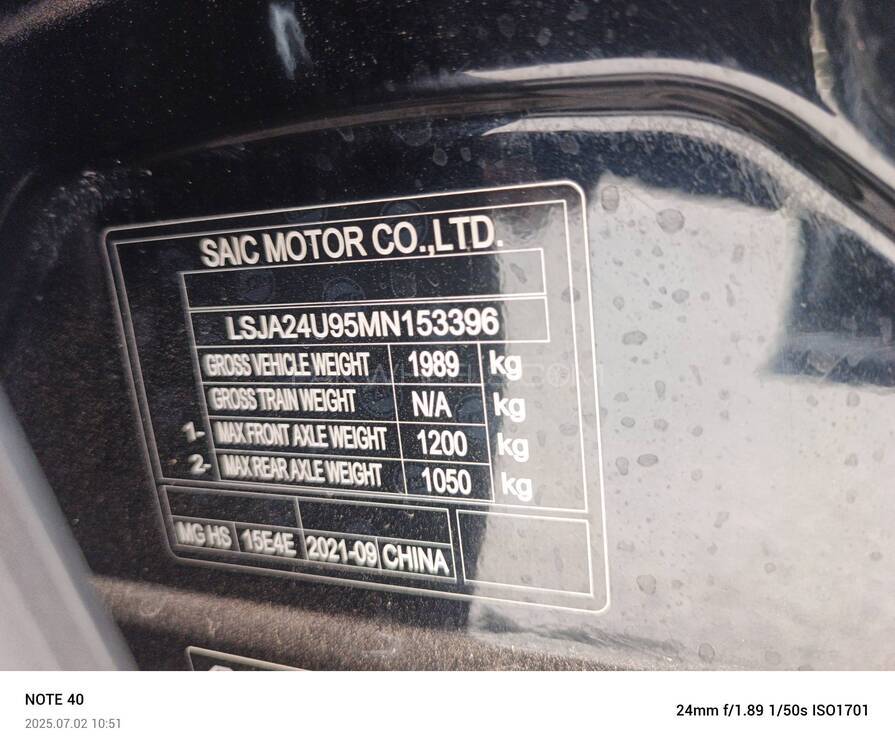 SAIC MOTOR CO.,LTD.
LSJA24U95MN153396
GROSS VEHICLE WEIGHT 1989 kg
GROSS TRAIN WEIGHT N/A kg
1- MAX FRONT AXLE WEIGHT 1200 kg
2- MAX REAR AXLE WEIGHT 1050 kg
MG HS 15E4E 2021-09 CHINA
NOTE 40
2025.07.02 10:51
24mm f/1.89 1/50s ISO1701